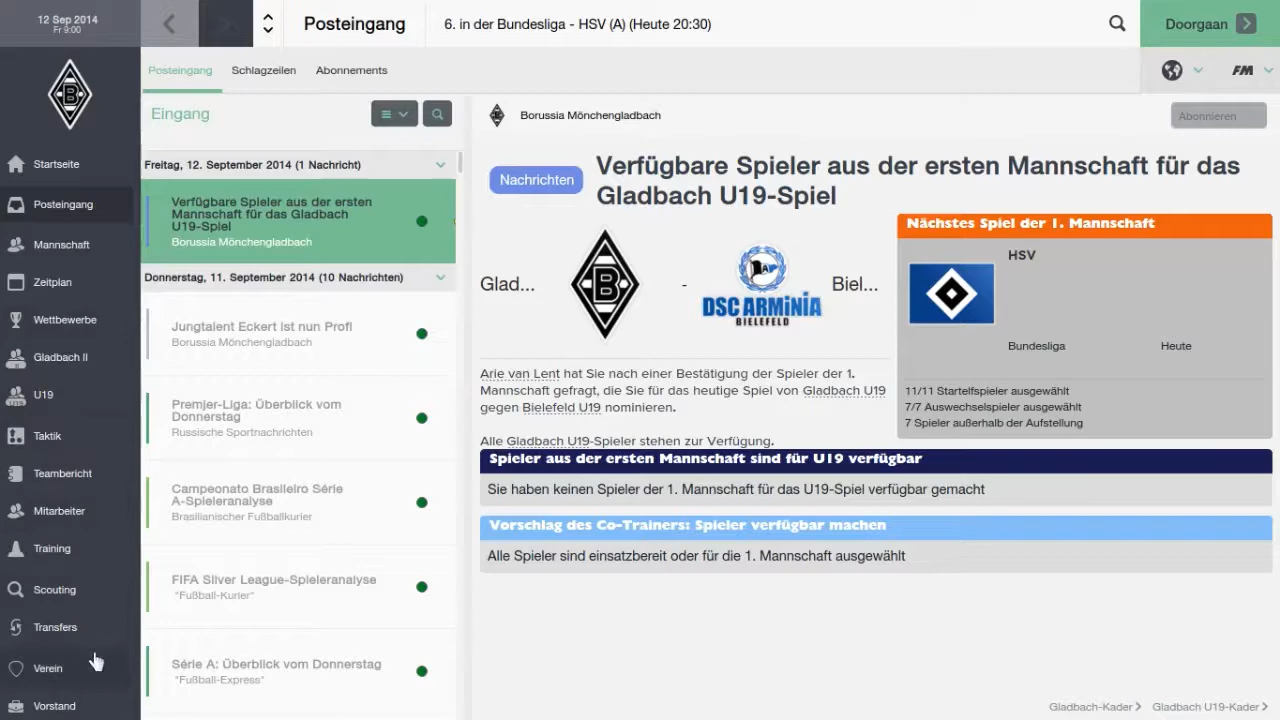 12 Sep 2014
Fr 9:00
Posteingang
6. in der Bundesliga - HSV (A) (Heute 20:30)
Doorgaan
Posteingang
Schlagzeilen
Abonnements
FM
Startseite
Posteingang
Mannschaft
Zeitplan
Wettbewerbe
Gladbach II
U19
Taktik
Teambericht
Mitarbeiter
Training
Scouting
Transfers
Verein
Vorstand
Eingang
Freitag, 12. September 2014 (1 Nachricht)
Verfügbare Spieler aus der ersten
Mannschaft für das Gladbach
U19-Spiel
Borussia Mönchengladbach
Donnerstag, 11. September 2014 (10 Nachrichten)
Jungtalent Eckert ist nun Profi
Borussia Mönchengladbach
Premjer-Liga: Überblick vom
Donnerstag
Russische Sportnachrichten
Campeonato Brasileiro Série
A-Spieleranalyse
Brasilianischer Fußballkurier
FIFA Silver League-Spieleranalyse
"Fußball-Kurier"
Série A: Überblick vom Donnerstag
"Fußball-Express"
Borussia Mönchengladbach
Abonnieren
Nachrichten
Verfügbare Spieler aus der ersten Mannschaft für das
Gladbach U19-Spiel
Glad...
B
-
A
DSC ARMINIA
BIELEFELD
Biel...
Arie van Lent hat Sie nach einer Bestätigung der Spieler der 1.
Mannschaft gefragt, die Sie für das heutige Spiel von Gladbach U19
gegen Bielefeld U19 nominieren.
Alle Gladbach U19-Spieler stehen zur Verfügung.
Nächstes Spiel der 1. Mannschaft
HSV
Bundesliga
Heute
11/11 Startelfspieler ausgewählt
7/7 Auswechselspieler ausgewählt
7 Spieler außerhalb der Aufstellung
Spieler aus der ersten Mannschaft sind für U19 verfügbar
Sie haben keinen Spieler der 1. Mannschaft für das U19-Spiel verfügbar gemacht
Vorschlag des Co-Trainers: Spieler verfügbar machen
Alle Spieler sind einsatzbereit oder für die 1. Mannschaft ausgewählt
Gladbach-Kader
Gladbach U19-Kader